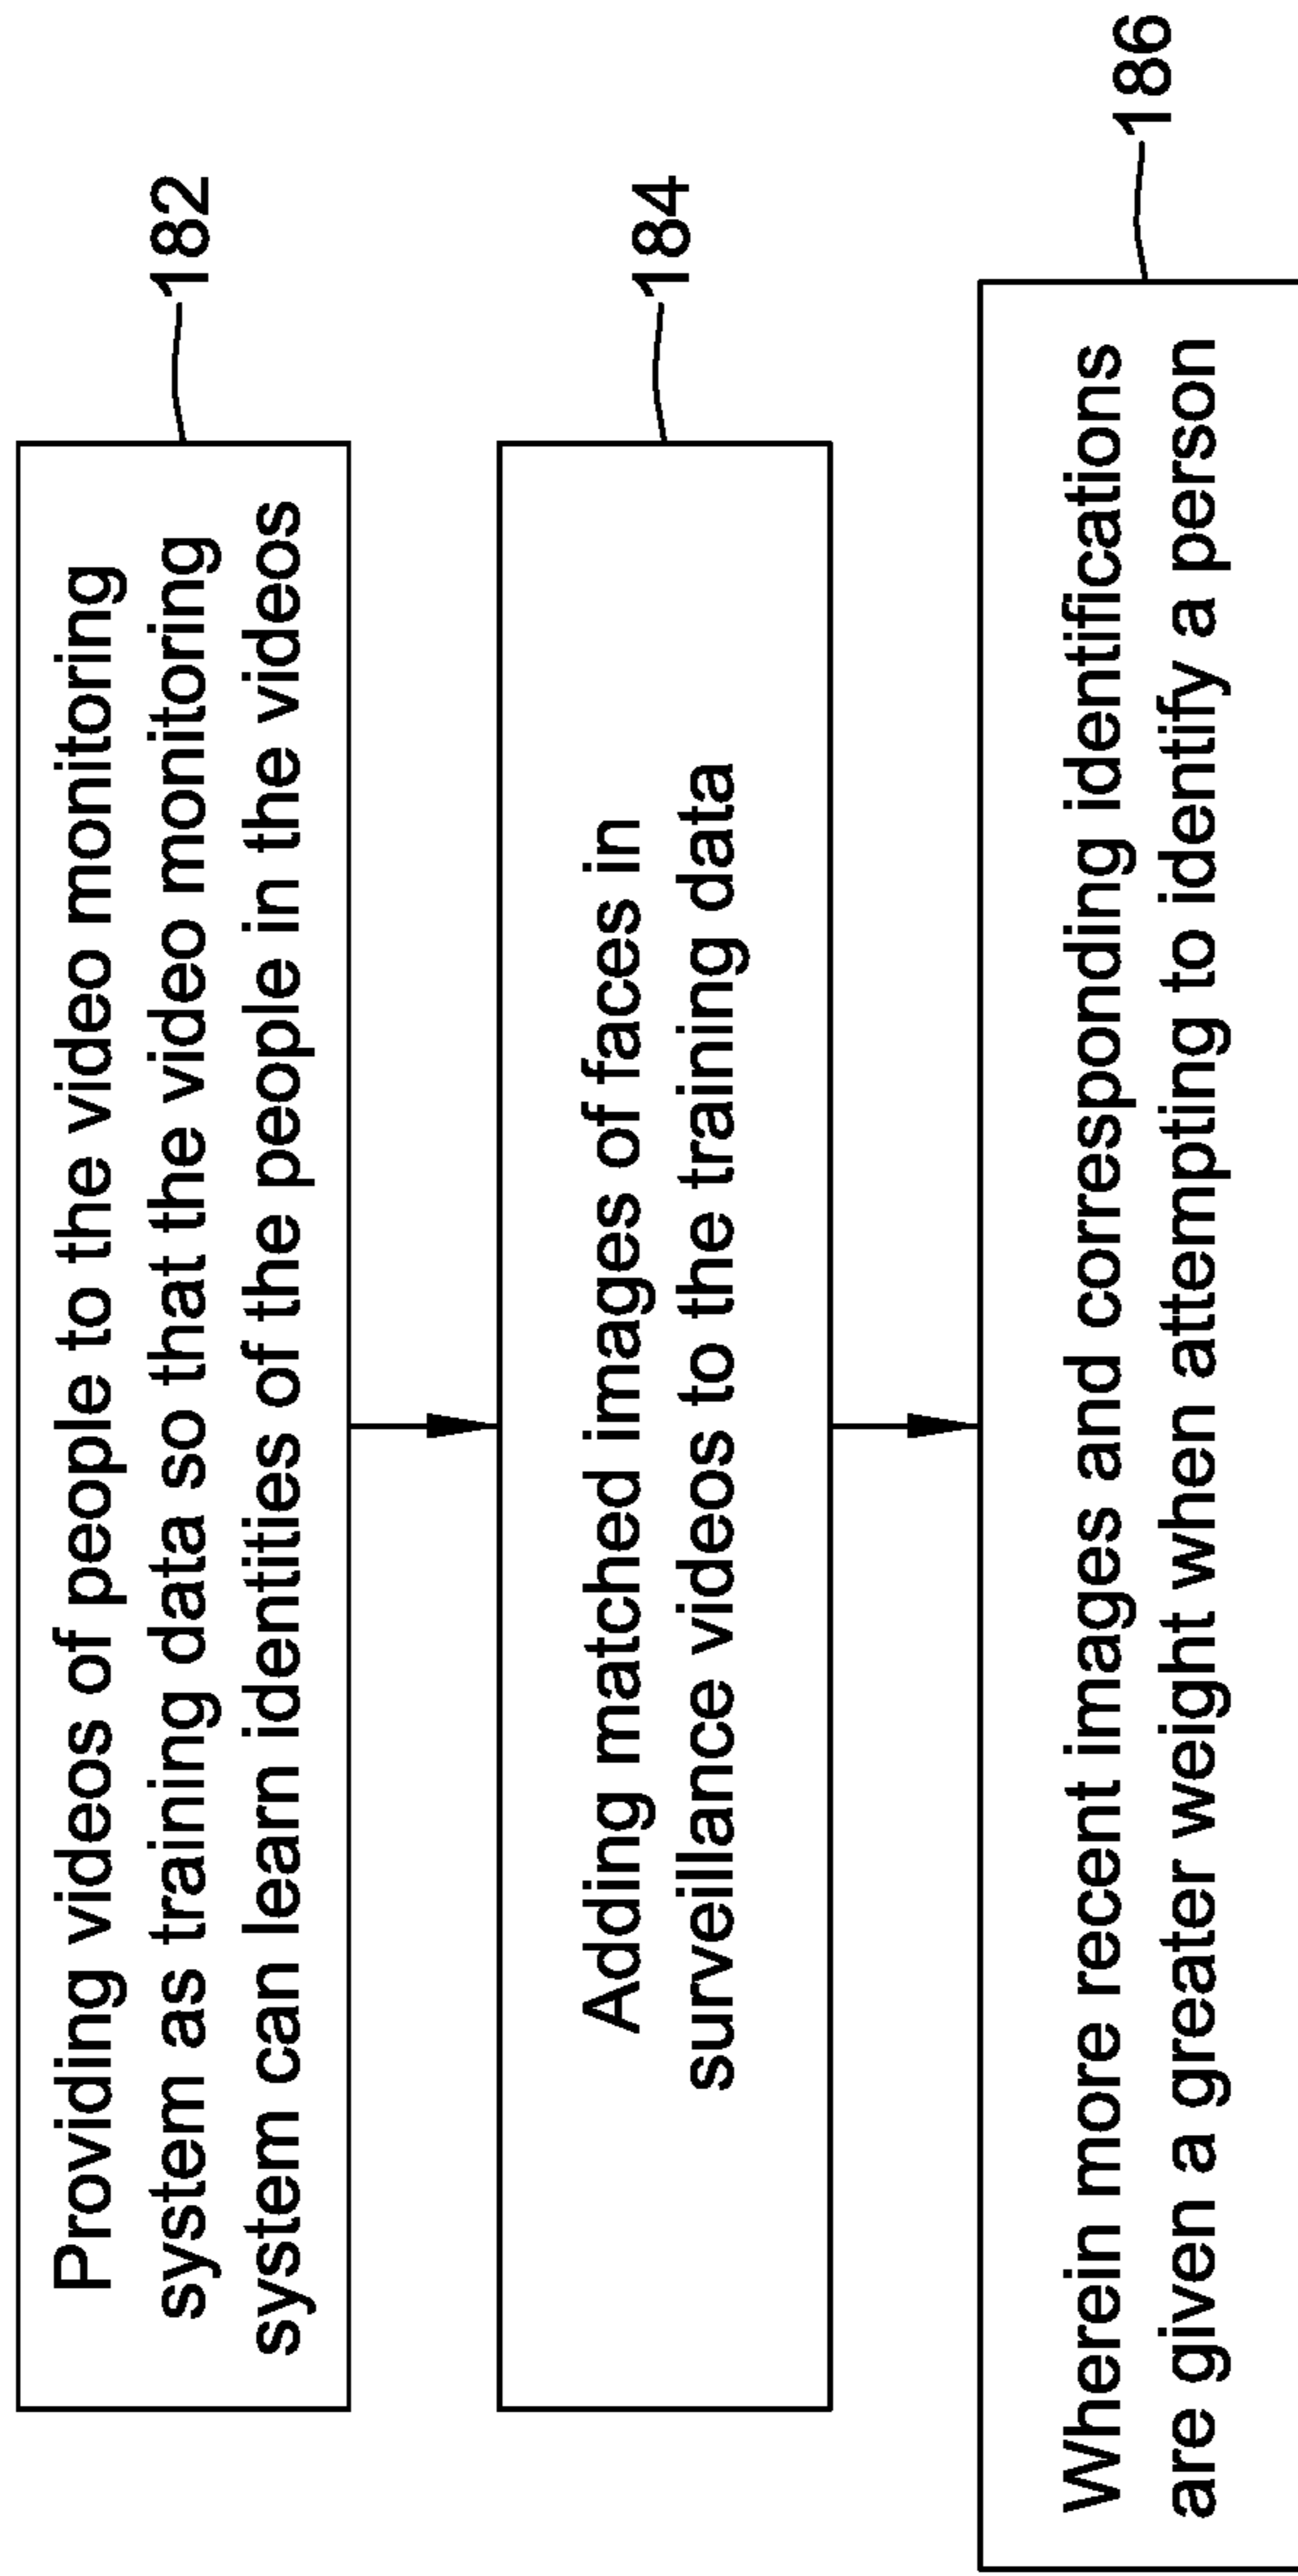 Providing videos of people to the video monitoring
system as training data so that the video monitoring
system can learn identities of the people in the videos
182
Adding matched images of faces in
surveillance videos to the training data
184
Wherein more recent images and corresponding identifications
are given a greater weight when attempting to identify a person
186